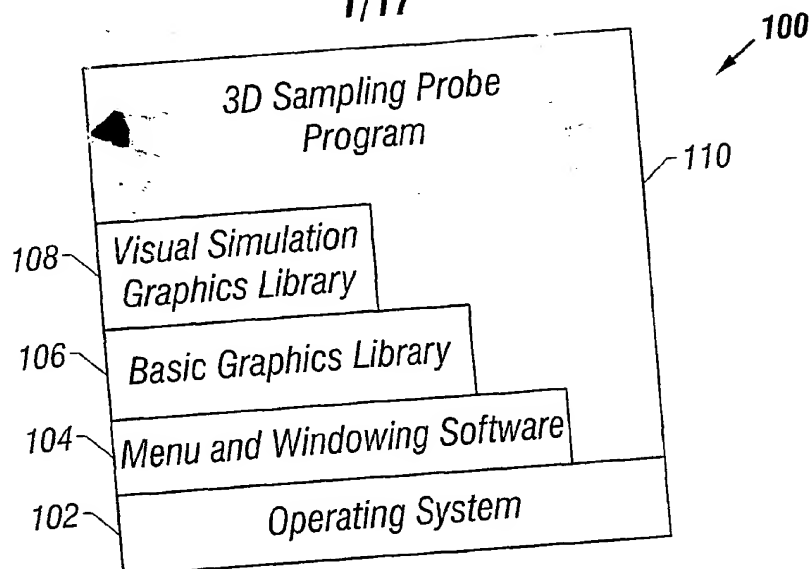 1/17
100
3D Sampling Probe
Program
110
108
Visual Simulation
Graphics Library
106
Basic Graphics Library
104
Menu and Windowing Software
102
Operating System